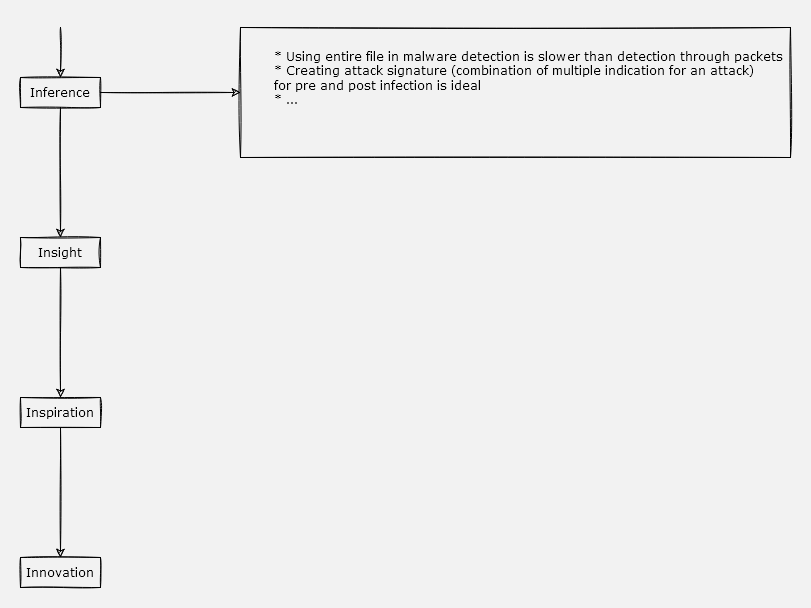 Inference
* Using entire file in malware detection is slower than detection through packets
* Creating attack signature (combination of multiple indication for an attack)
for pre and post infection is ideal
* ...
Insight
Inspiration
Innovation